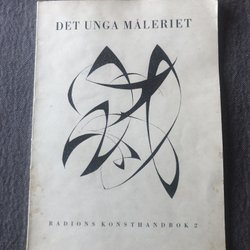 DET UNGA MÅLERIET
RADIONS KONSTHANDBOK 2